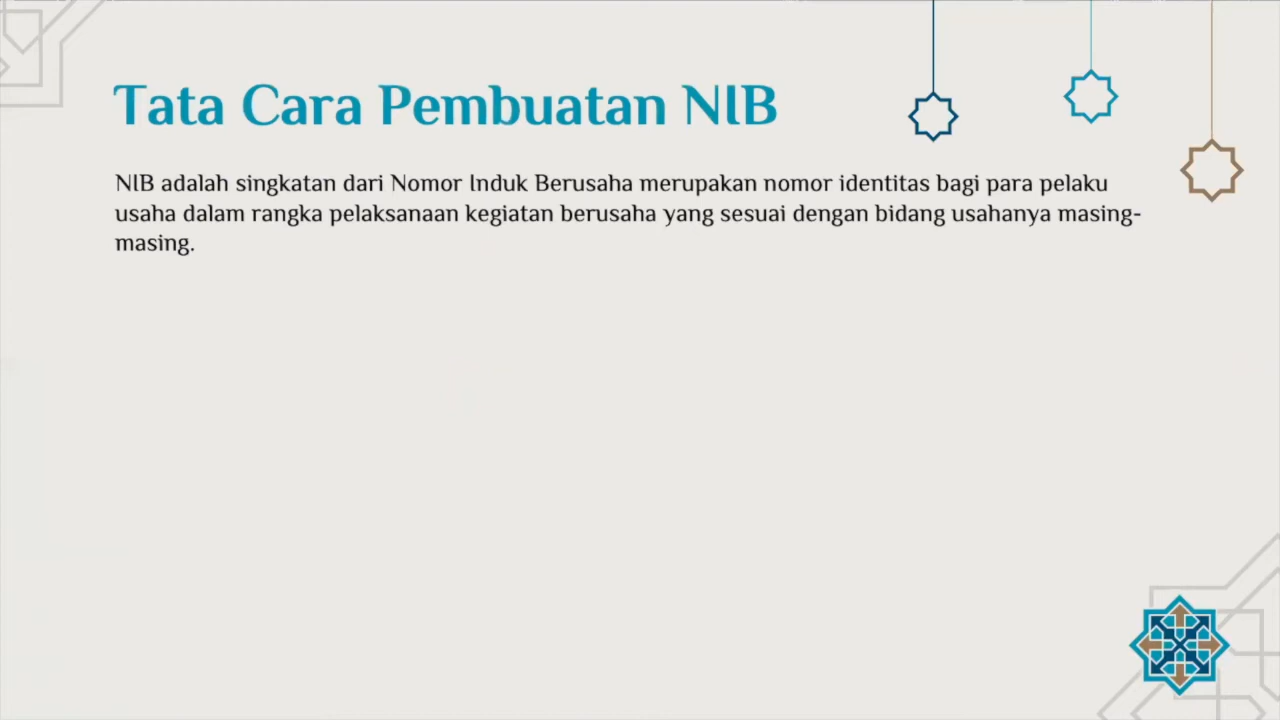 Tata Cara Pembuatan NIB
NIB adalah singkatan dari Nomor Induk Berusaha merupakan nomor identitas bagi para pelaku
usaha dalam rangka pelaksanaan kegiatan berusaha yang sesuai dengan bidang usahanya masing-
masing.